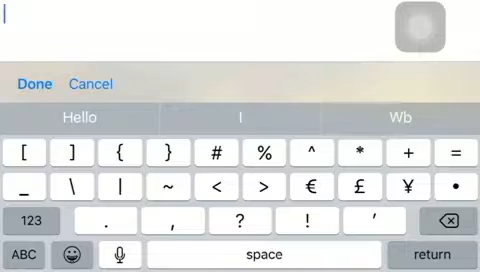 Done Cancel
Hello I Wb
[ ] { } # % ^ * + =
_ \ | ~ < > € £ ¥ •
123 . , ? ! ′
ABC space return